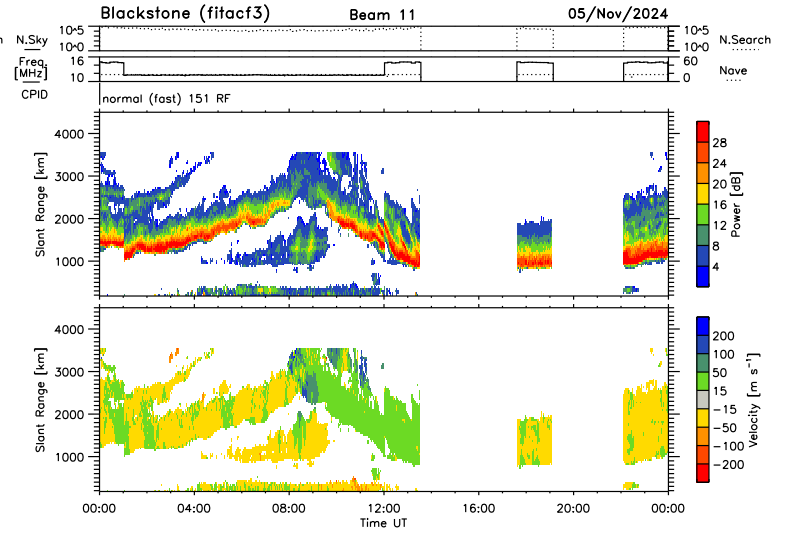 Blackstone (fitacf3) Beam 11 05/Nov/2024
N.Sky 10^5 10^0 10^5 10^0 N.Search
Freq. [MHz] 16 10 60 0 Nave
CPID normal (fast) 151 RF
Slant Range [km]
4000
3000
2000
1000
28
24
20
16
12
8
4
Power [dB]
Slant Range [km]
4000
3000
2000
1000
200
100
50
15
-15
-50
-100
-200
Velocity [m s⁻¹]
00:00 04:00 08:00 12:00 16:00 20:00 00:00
Time UT